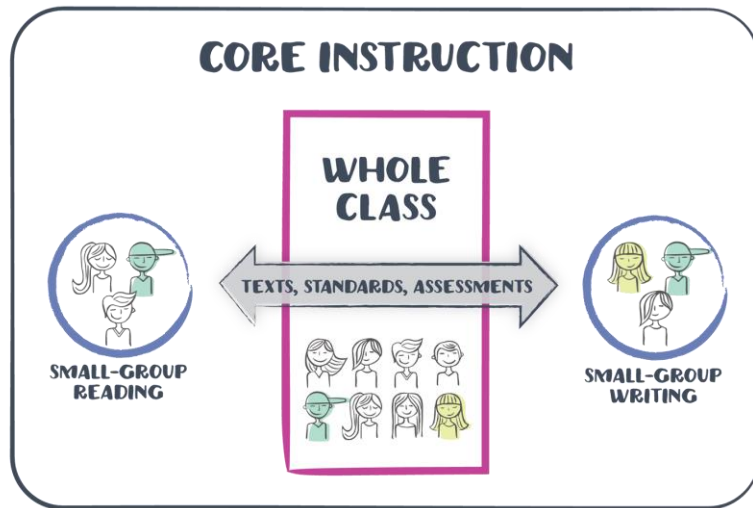 CORE INSTRUCTION
WHOLE
CLASS
TEXTS, STANDARDS, ASSESSMENTS
SMALL-GROUP
READING
SMALL-GROUP
WRITING